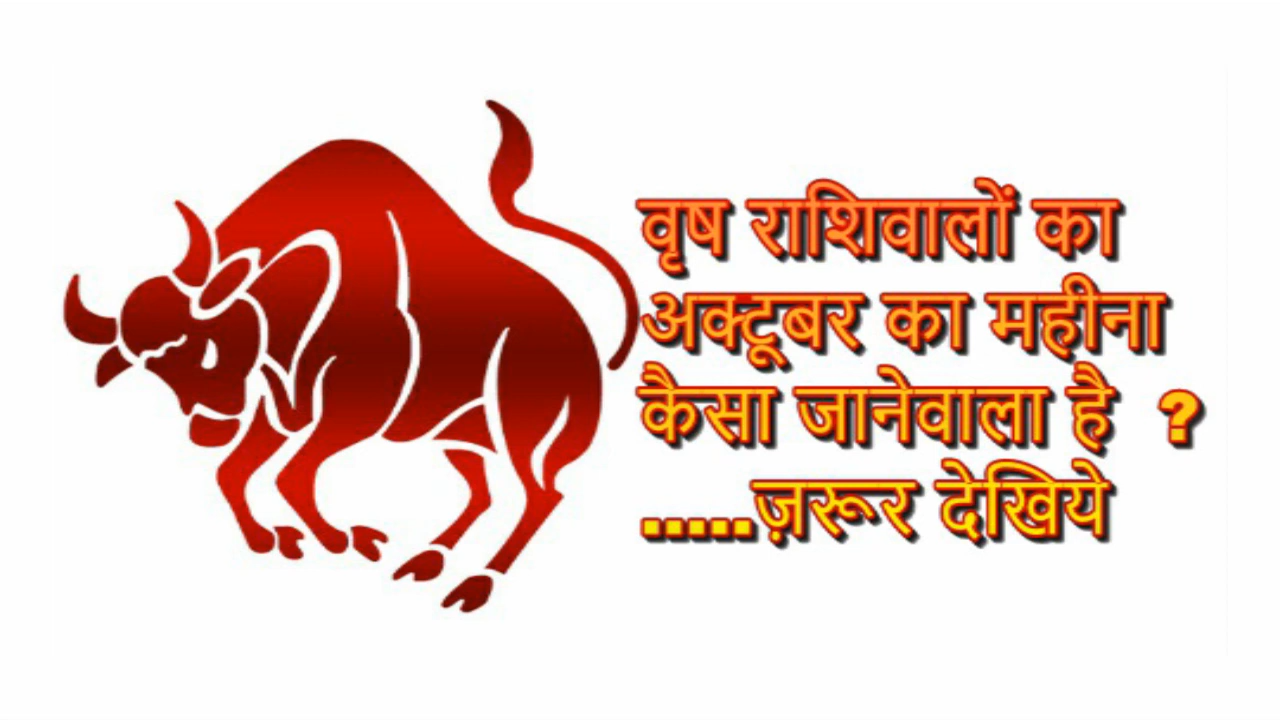 वृष राशिवालों का
अक्टूबर का महीना
कैसा जानेवाला है ?
.....ज़रूर देखिये